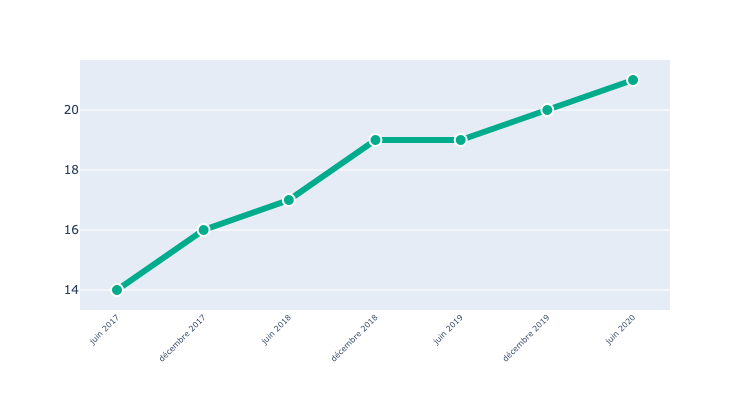 20
18
16
14
juin 2017
décembre 2017
juin 2018
décembre 2018
juin 2019
décembre 2019
juin 2020